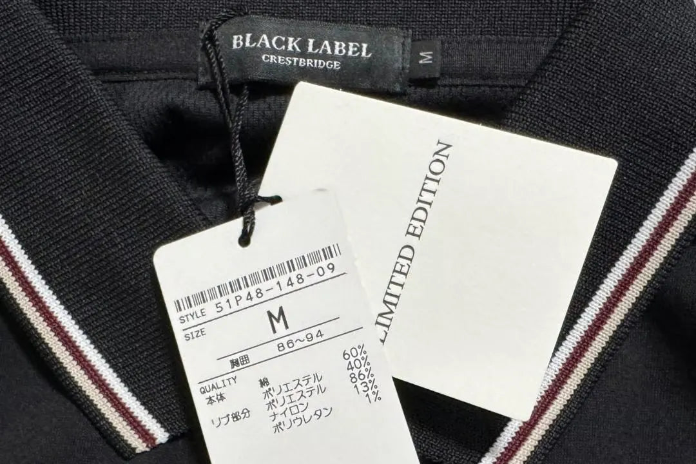 BLACK LABEL
CRESTBRIDGE
M
LIMITED EDITION
STYLE 51P48-148-09
SIZE
M
胸囲 86〜94
QUALITY
本体 綿 60%
ポリエステル 40%
リブ部分 ポリエステル 86%
ナイロン 13%
ポリウレタン 1%